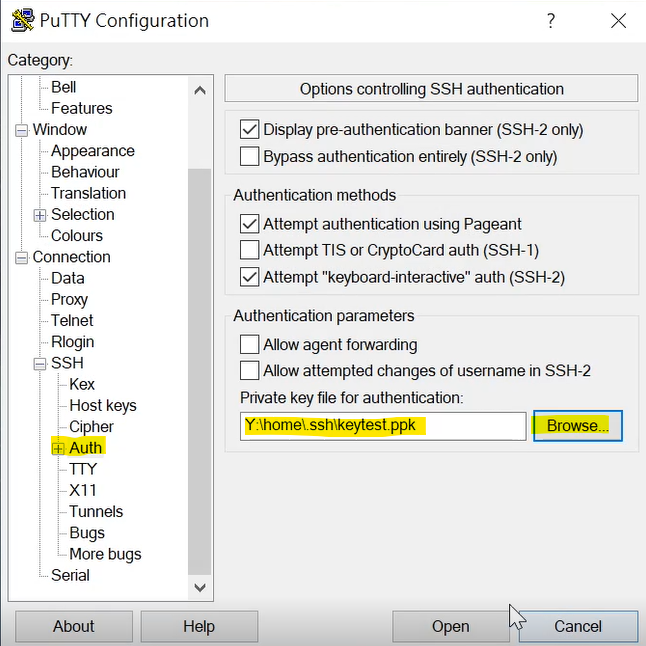 PuTTY Configuration
?
Category:
Bell
Features
Window
Appearance
Behaviour
Translation
Selection
Colours
Connection
Data
Proxy
Telnet
Rlogin
SSH
Kex
Host keys
Cipher
Auth
TTY
X11
Tunnels
Bugs
More bugs
Serial
Options controlling SSH authentication
Display pre-authentication banner (SSH-2 only)
Bypass authentication entirely (SSH-2 only)
Authentication methods
Attempt authentication using Pageant
Attempt TIS or CryptoCard auth (SSH-1)
Attempt "keyboard-interactive" auth (SSH-2)
Authentication parameters
Allow agent forwarding
Allow attempted changes of username in SSH-2
Private key file for authentication:
Y:\home\.ssh\keytest.ppk
Browse...
About
Help
Open
Cancel